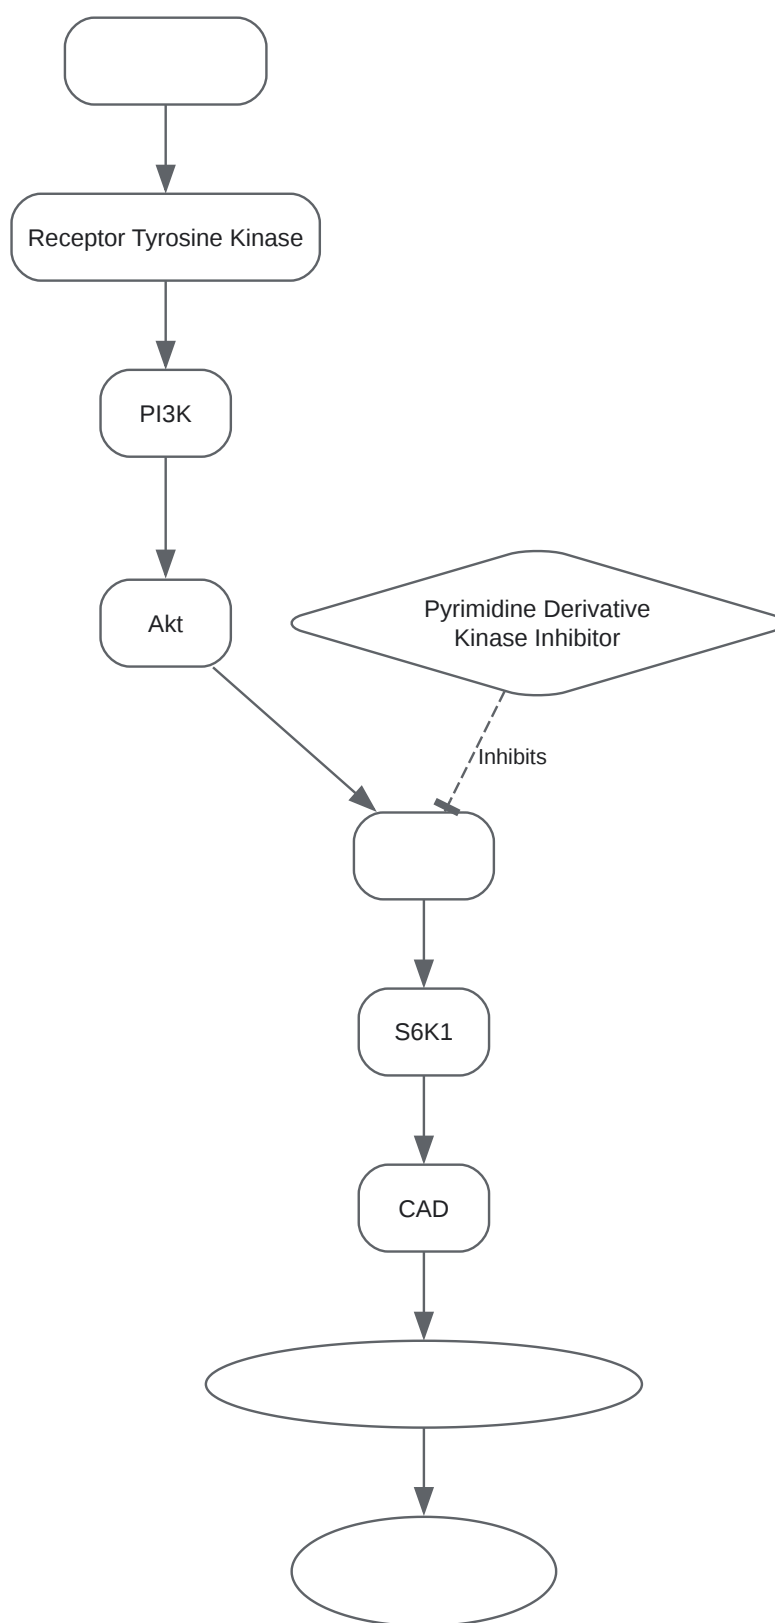 Receptor Tyrosine Kinase
PI3K
Akt
Pyrimidine Derivative
Kinase Inhibitor
Inhibits
S6K1
CAD